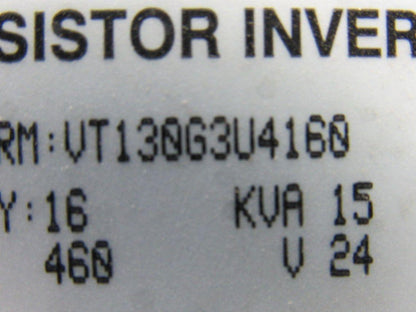 SISTOR INVER
RM:VT130G3U4160
Y:16 KVA 15
460 V 24